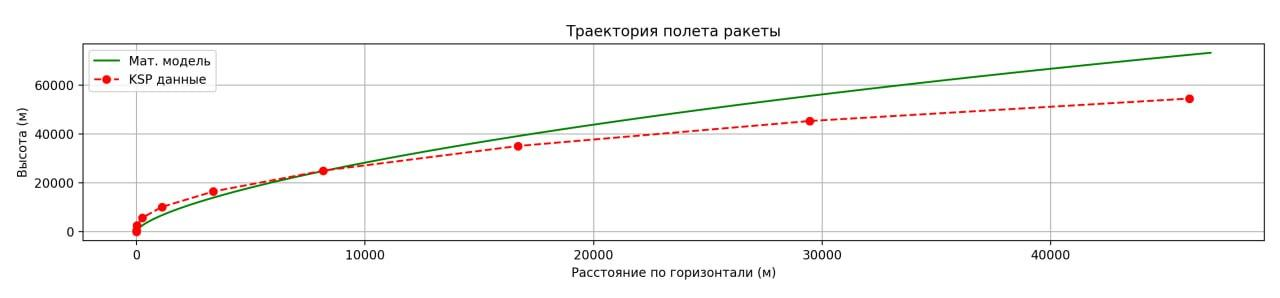 Траектория полета ракеты
Мат. модель
KSP данные
Высота (м)
60000
40000
20000
0
0 10000 20000 30000 40000
Расстояние по горизонтали (м)